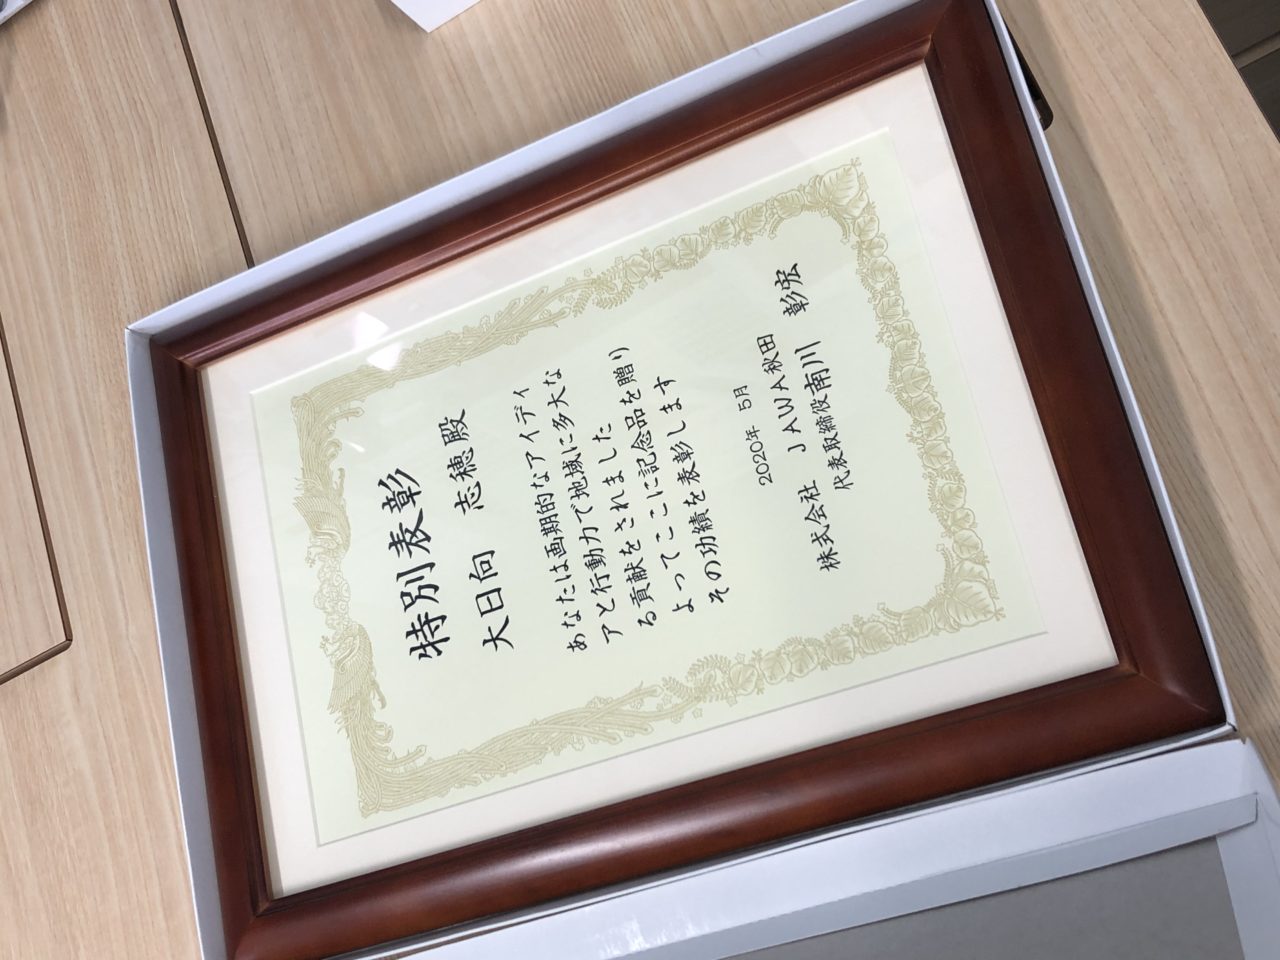 特別表彰
大日向 志穂殿
あなたは画期的なアイディ
アと行動力で地域に多大な
る貢献をされました
よってここに記念品を贈り
その功績を表彰します
2020年 5月
株式会社 JAWA秋田
代表取締役 南川 彰宏